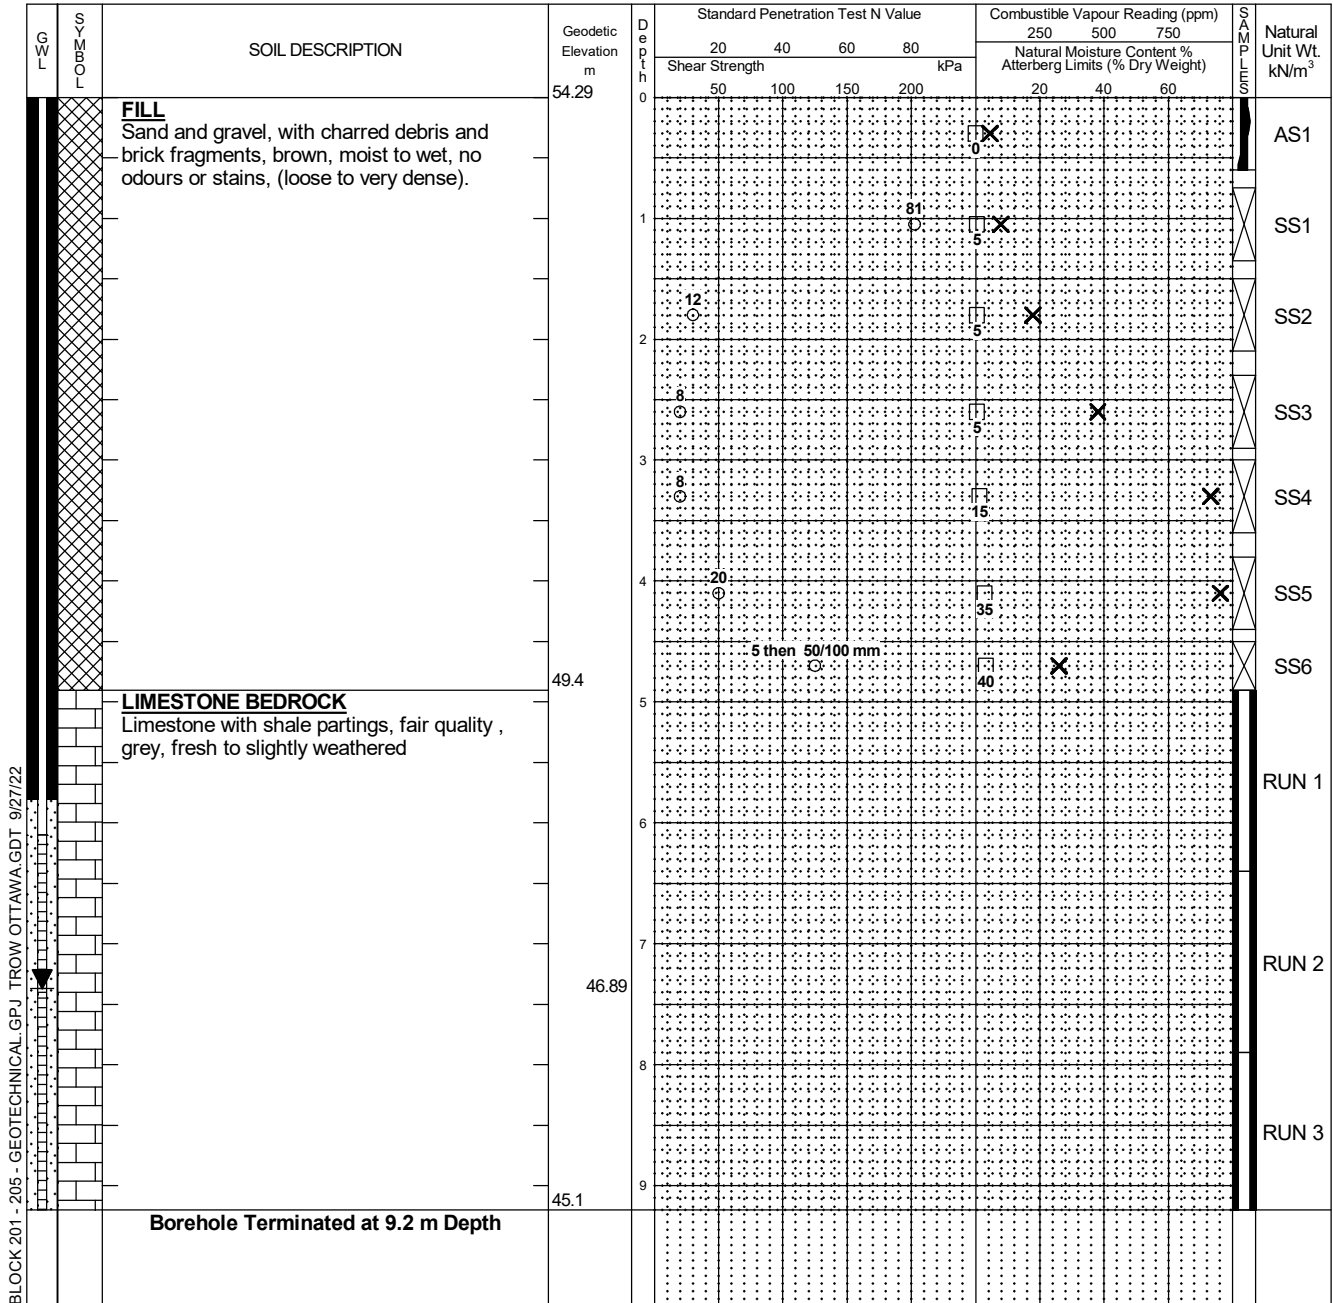 GWL
SYMBOL
SOIL DESCRIPTION
Geodetic
Elevation
m
Depth
Standard Penetration Test N Value
20 40 60 80
Shear Strength kPa
50 100 150 200
Combustible Vapour Reading (ppm)
250 500 750
Natural Moisture Content %
Atterberg Limits (% Dry Weight)
20 40 60
SAMPLES
Natural
Unit Wt.
kN/m³
54.29
0
FILL
Sand and gravel, with charred debris and
brick fragments, brown, moist to wet, no
odours or stains, (loose to very dense).
0
AS1
81
1
5
SS1
12
5
SS2
2
8
5
SS3
3
8
15
SS4
20
4
35
SS5
5 then 50/100 mm
40
SS6
49.4
LIMESTONE BEDROCK
Limestone with shale partings, fair quality ,
grey, fresh to slightly weathered
5
RUN 1
6
7
RUN 2
46.89
8
RUN 3
9
45.1
Borehole Terminated at 9.2 m Depth
BLOCK 201 - 205 - GEOTECHNICAL.GPJ TROW OTTAWA.GDT 9/27/22